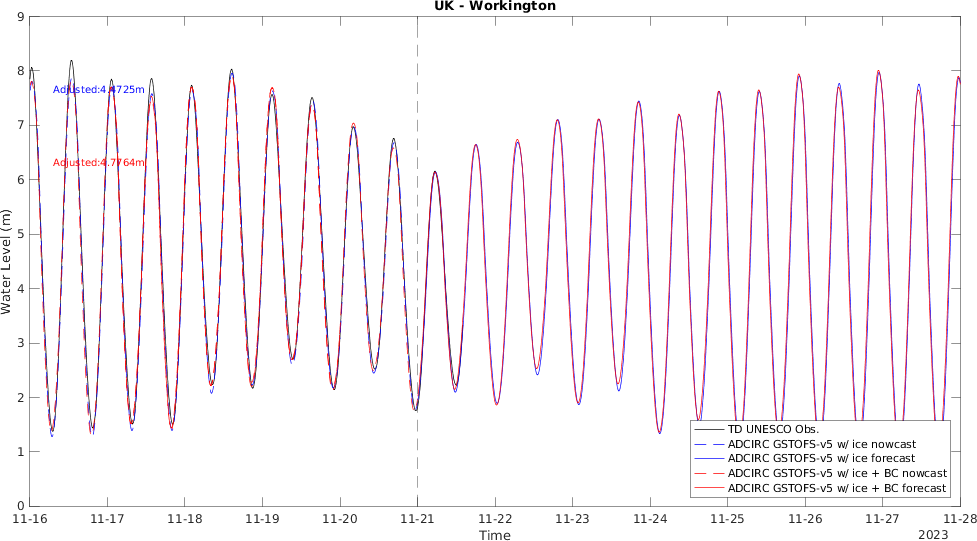 UK - Workington
9
8
7
6
5
4
3
2
1
0
Water Level (m)
Adjusted:4.4725m
Adjusted:4.7764m
TD UNESCO Obs.
ADCIRC GSTOFS-v5 w/ ice nowcast
ADCIRC GSTOFS-v5 w/ ice forecast
ADCIRC GSTOFS-v5 w/ ice + BC nowcast
ADCIRC GSTOFS-v5 w/ ice + BC forecast
11-16 11-17 11-18 11-19 11-20 11-21 11-22 11-23 11-24 11-25 11-26 11-27 11-28
Time
2023